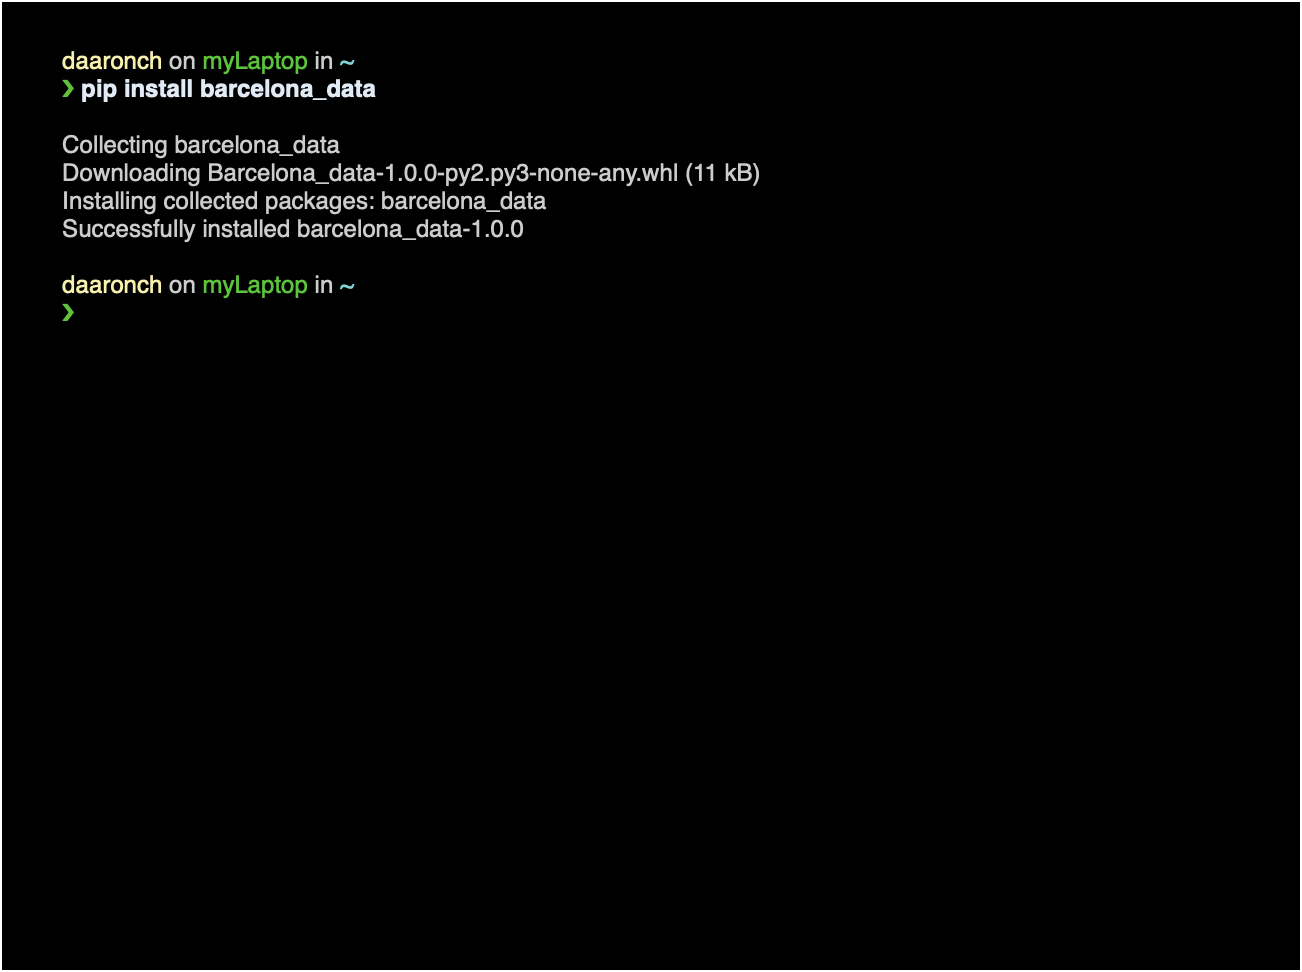 daaronch on myLaptop in ~
❯ pip install barcelona_data
Collecting barcelona_data
Downloading Barcelona_data-1.0.0-py2.py3-none-any.whl (11 kB)
Installing collected packages: barcelona_data
Successfully installed barcelona_data-1.0.0
daaronch on myLaptop in ~
❯